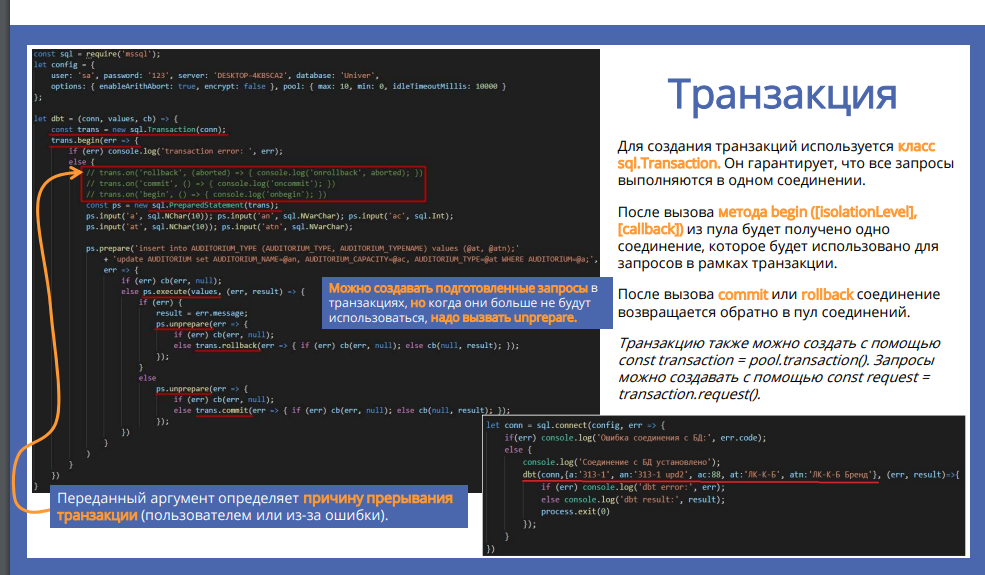 const sql = require('mssql');
let config = {
user: 'sa', password: '123', server: 'DESKTOP-4KB5CA2', database: 'Univer',
options: { enableArithAbort: true, encrypt: false }, pool: { max: 10, min: 0, idleTimeoutMillis: 10000 }
};
let dbt = (conn, values, cb) => {
const trans = new sql.Transaction(conn);
trans.begin(err => {
if (err) console.log('transaction error: ', err);
else {
// trans.on('rollback', (aborted) => { console.log('onrollback', aborted); })
// trans.on('commit', () => { console.log('oncommit'); })
// trans.on('begin', () => { console.log('onbegin'); })
const ps = new sql.PreparedStatement(trans);
ps.input('a', sql.NChar(10)); ps.input('an', sql.NVarChar); ps.input('ac', sql.Int);
ps.input('at', sql.NChar(10)); ps.input('atn', sql.NVarChar);
ps.prepare('insert into AUDITORIUM_TYPE (AUDITORIUM_TYPE, AUDITORIUM_TYPENAME) values (@at, @atn);'
+ 'update AUDITORIUM set AUDITORIUM_NAME=@an, AUDITORIUM_CAPACITY=@ac, AUDITORIUM_TYPE=@at WHERE AUDITORIUM=@a;',
err => {
if (err) cb(err, null);
else ps.execute(values, (err, result) => {
if (err) {
result = err.message;
ps.unprepare(err => {
if (err) cb(err, null);
else trans.rollback(err => { if (err) cb(err, null); else cb(null, result); });
});
}
else
ps.unprepare(err => {
if (err) cb(err, null);
else trans.commit(err => { if (err) cb(err, null); else cb(null, result); });
});
})
}
)
}
})
}
Можно создавать подготовленные запросы в
транзакциях, но когда они больше не будут
использоваться, надо вызвать unprepare.
Переданный аргумент определяет причину прерывания
транзакции (пользователем или из-за ошибки).
Транзакция
Для создания транзакций используется класс
sql.Transaction. Он гарантирует, что все запросы
выполняются в одном соединении.
После вызова метода begin ([isolationLevel],
[callback]) из пула будет получено одно
соединение, которое будет использовано для
запросов в рамках транзакции.
После вызова commit или rollback соединение
возвращается обратно в пул соединений.
Транзакцию также можно создать с помощью
const transaction = pool.transaction(). Запросы
можно создавать с помощью const request =
transaction.request().
let conn = sql.connect(config, err => {
if(err) console.log('Ошибка соединения с БД:', err.code);
else {
console.log('Соединение с БД установлено');
dbt(conn,{a:'313-1', an:'313-1 upd2', ac:88, at:'ЛК-К-Б', atn:'ЛК-К-Б Бренд'}, (err, result)=>{
if (err) console.log('dbt error:', err);
else console.log('dbt result:', result);
process.exit(0)
});
}
})